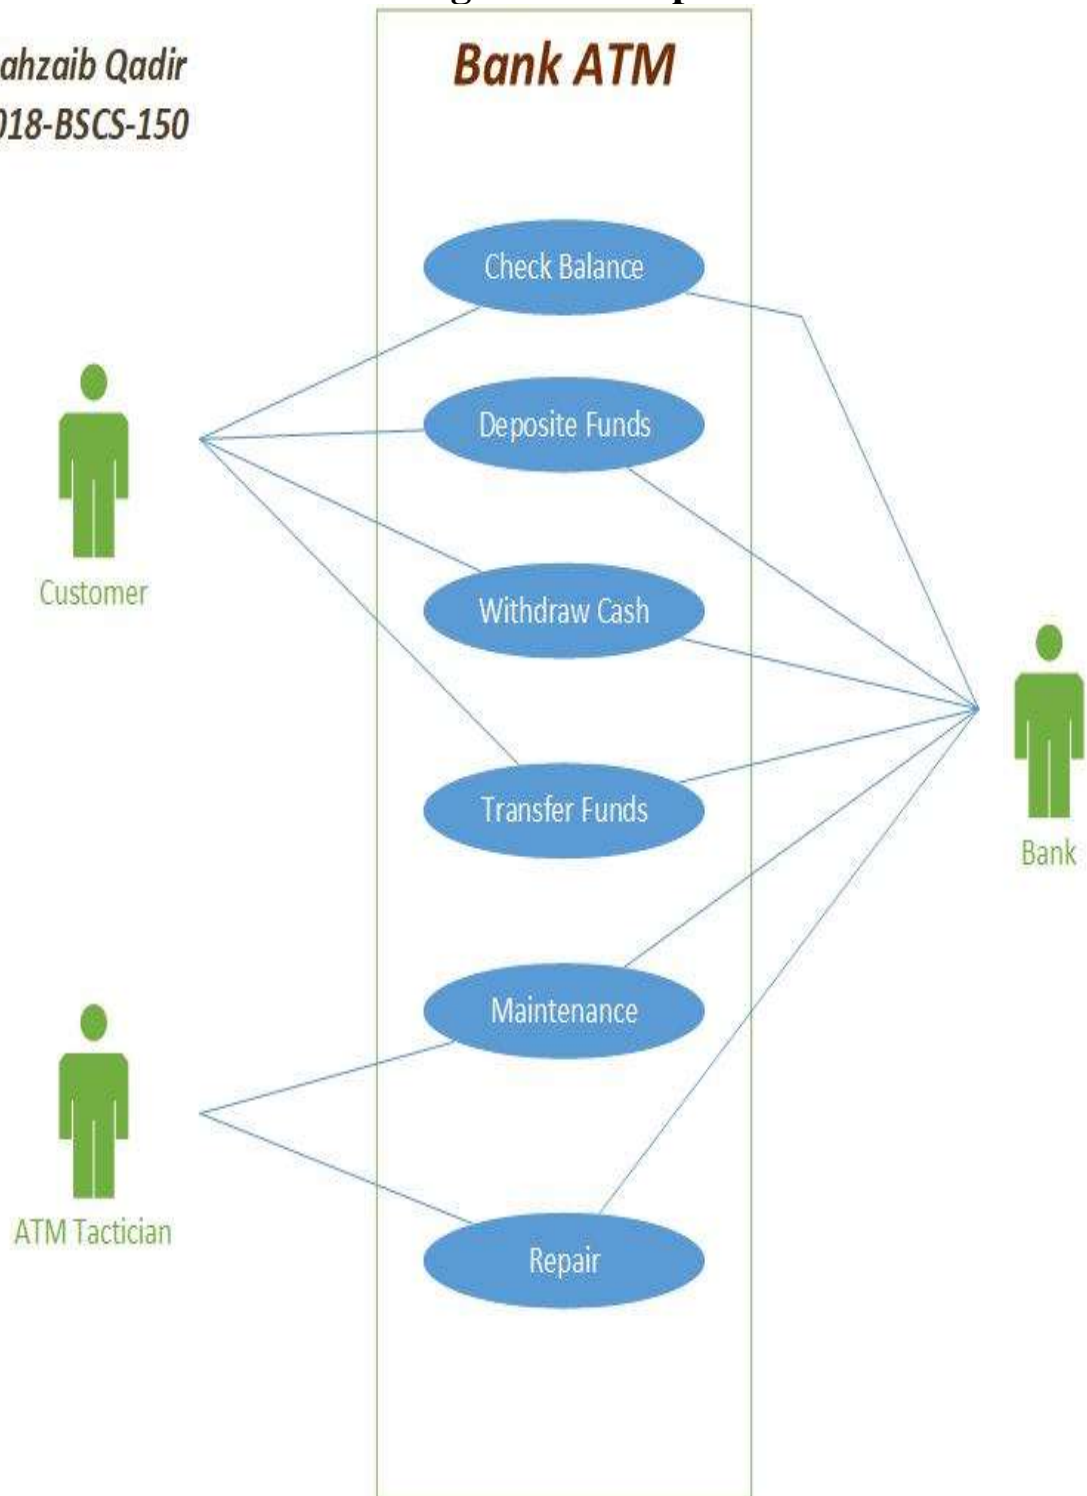 Bank ATM
ahzaib Qadir
018-BSCS-150
Check Balance
Deposite Funds
Withdraw Cash
Customer
Transfer Funds
Bank
Maintenance
ATM Tactician
Repair